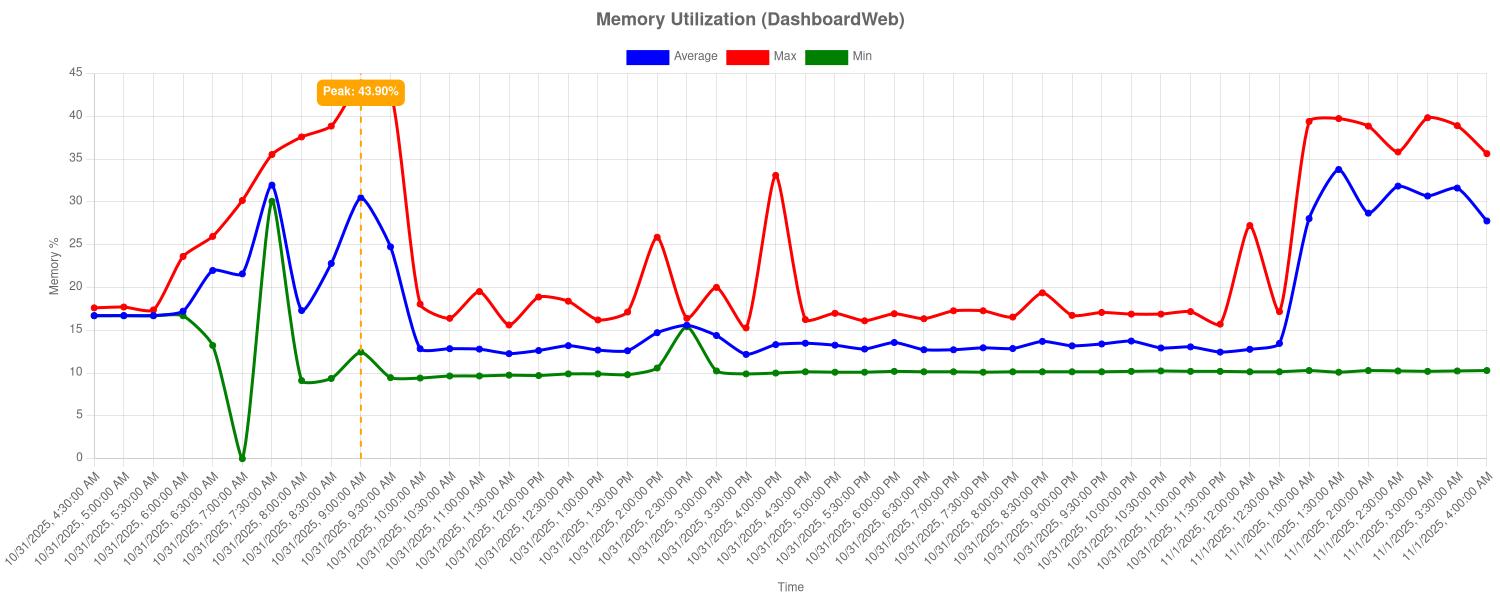 Memory Utilization (DashboardWeb)
Average Max Min
Peak: 43.90%
Memory %
45
40
35
30
25
20
15
10
5
0
10/31/2025, 4:30:00 AM
10/31/2025, 5:00:00 AM
10/31/2025, 5:30:00 AM
10/31/2025, 6:00:00 AM
10/31/2025, 6:30:00 AM
10/31/2025, 7:00:00 AM
10/31/2025, 7:30:00 AM
10/31/2025, 8:00:00 AM
10/31/2025, 8:30:00 AM
10/31/2025, 9:00:00 AM
10/31/2025, 9:30:00 AM
10/31/2025, 10:00:00 AM
10/31/2025, 10:30:00 AM
10/31/2025, 11:00:00 AM
10/31/2025, 11:30:00 AM
10/31/2025, 12:00:00 PM
10/31/2025, 12:30:00 PM
10/31/2025, 1:00:00 PM
10/31/2025, 1:30:00 PM
10/31/2025, 2:00:00 PM
10/31/2025, 2:30:00 PM
10/31/2025, 3:00:00 PM
10/31/2025, 3:30:00 PM
10/31/2025, 4:00:00 PM
10/31/2025, 4:30:00 PM
10/31/2025, 5:00:00 PM
10/31/2025, 5:30:00 PM
10/31/2025, 6:00:00 PM
10/31/2025, 6:30:00 PM
10/31/2025, 7:00:00 PM
10/31/2025, 7:30:00 PM
10/31/2025, 8:00:00 PM
10/31/2025, 8:30:00 PM
10/31/2025, 9:00:00 PM
10/31/2025, 9:30:00 PM
10/31/2025, 10:00:00 PM
10/31/2025, 10:30:00 PM
10/31/2025, 11:00:00 PM
10/31/2025, 11:30:00 PM
11/1/2025, 12:00:00 AM
11/1/2025, 12:30:00 AM
11/1/2025, 1:00:00 AM
11/1/2025, 1:30:00 AM
11/1/2025, 2:00:00 AM
11/1/2025, 2:30:00 AM
11/1/2025, 3:00:00 AM
11/1/2025, 3:30:00 AM
11/1/2025, 4:00:00 AM
Time